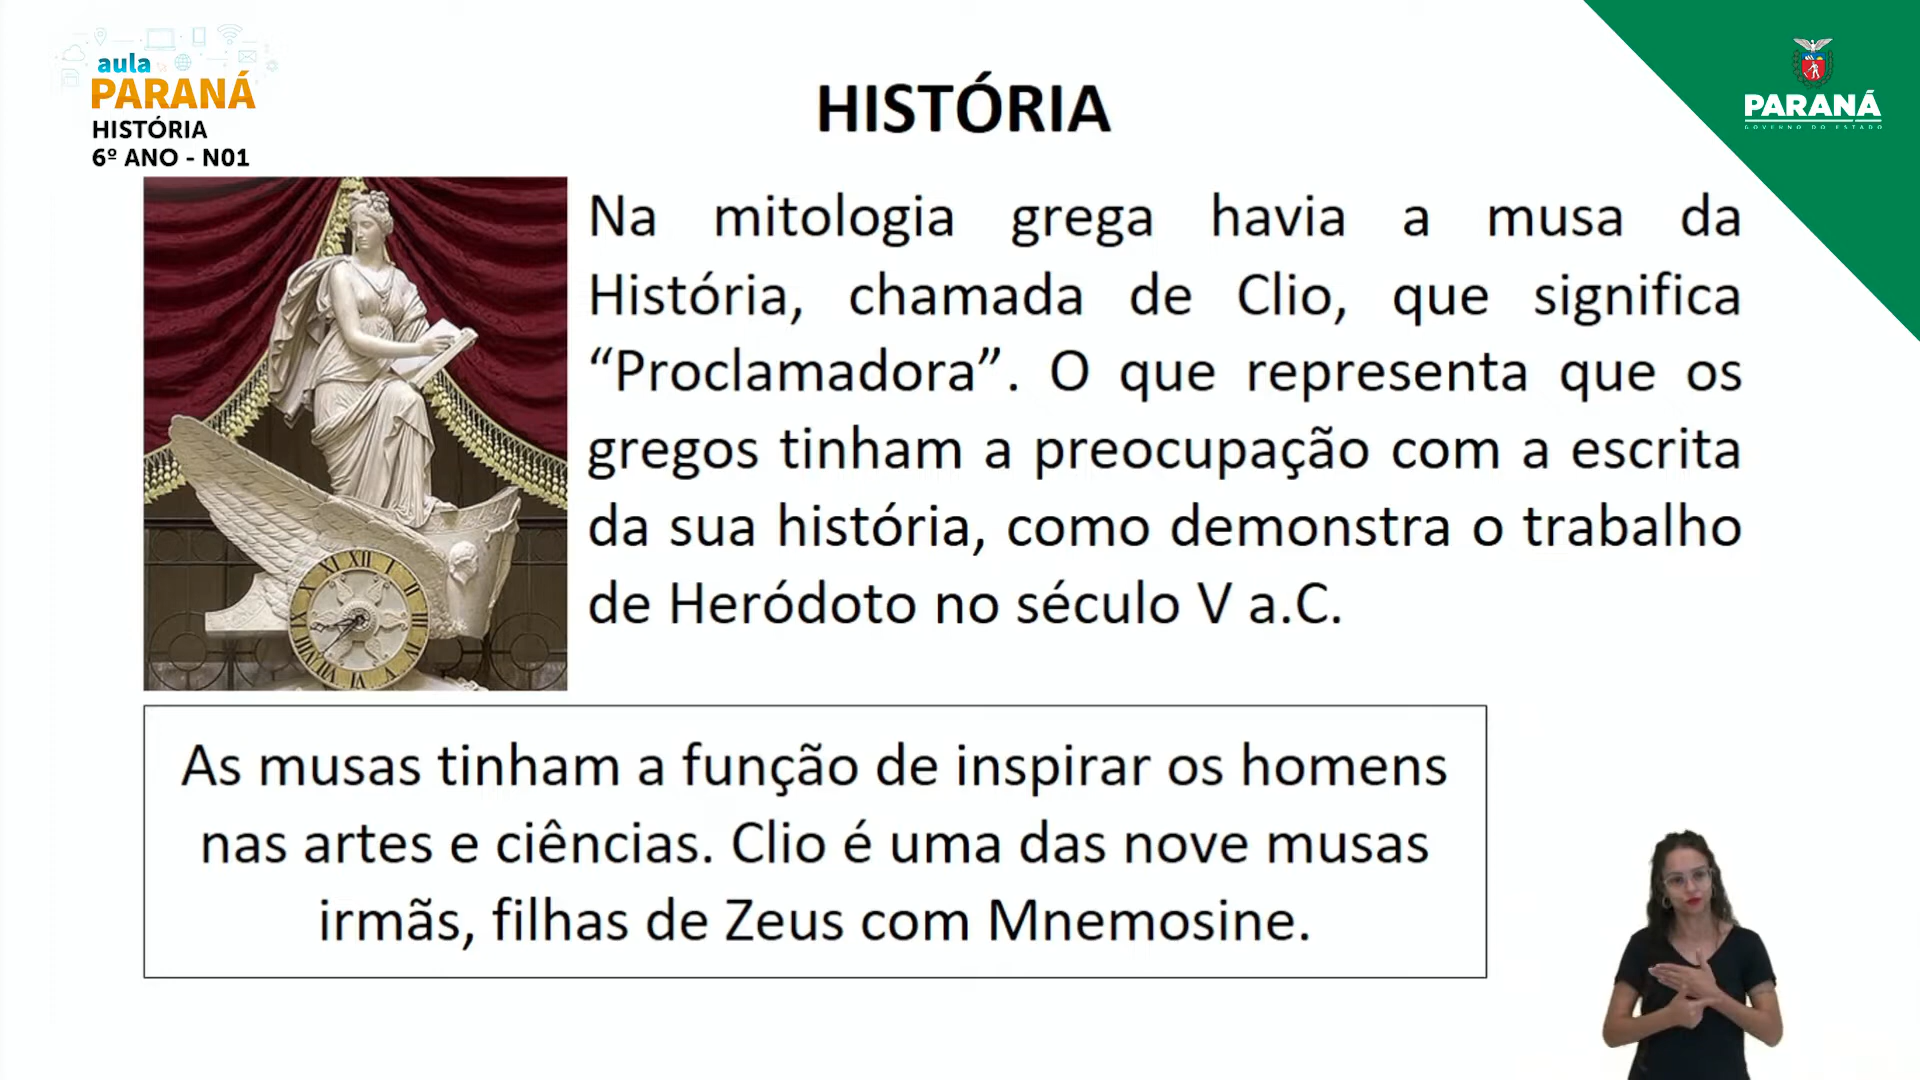 aula
PARANÁ
HISTÓRIA
6º ANO - N01
HISTÓRIA
PARANÁ
GOVERNO DO ESTADO
Na mitologia grega havia a musa da
História, chamada de Clio, que significa
“Proclamadora”. O que representa que os
gregos tinham a preocupação com a escrita
da sua história, como demonstra o trabalho
de Heródoto no século V a.C.
As musas tinham a função de inspirar os homens
nas artes e ciências. Clio é uma das nove musas
irmãs, filhas de Zeus com Mnemosine.